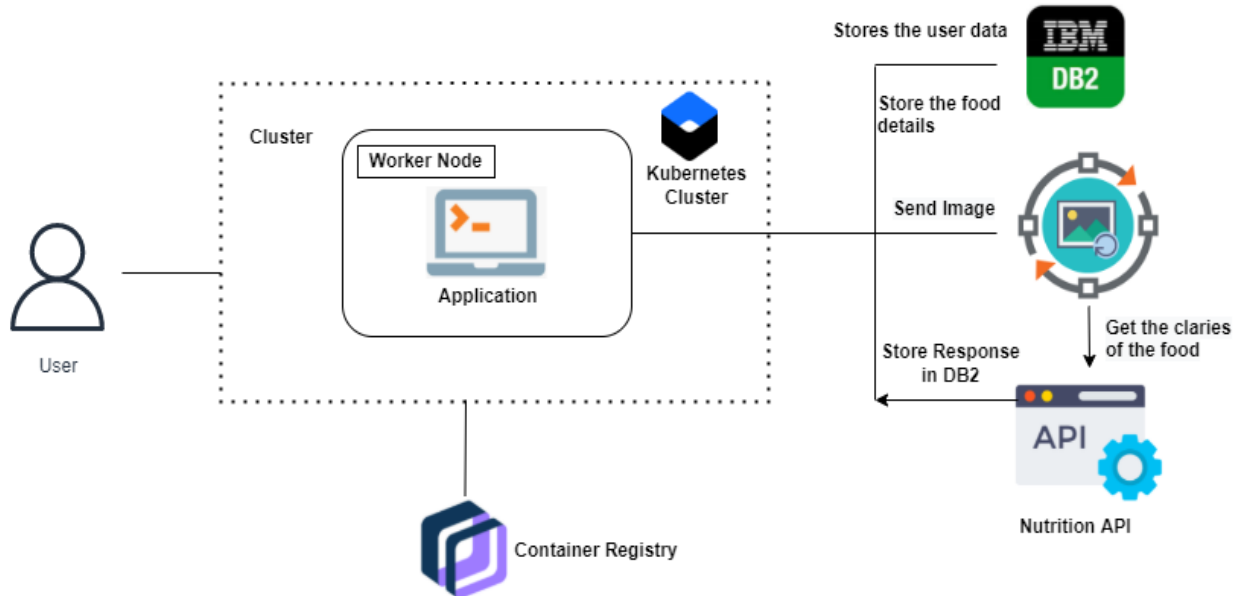 Stores the user data
IBM
DB2
Store the food
details
Cluster
Worker Node
Kubernetes
Cluster
Application
Send Image
User
Get the claries
of the food
Store Response
in DB2
API
Nutrition API
Container Registry